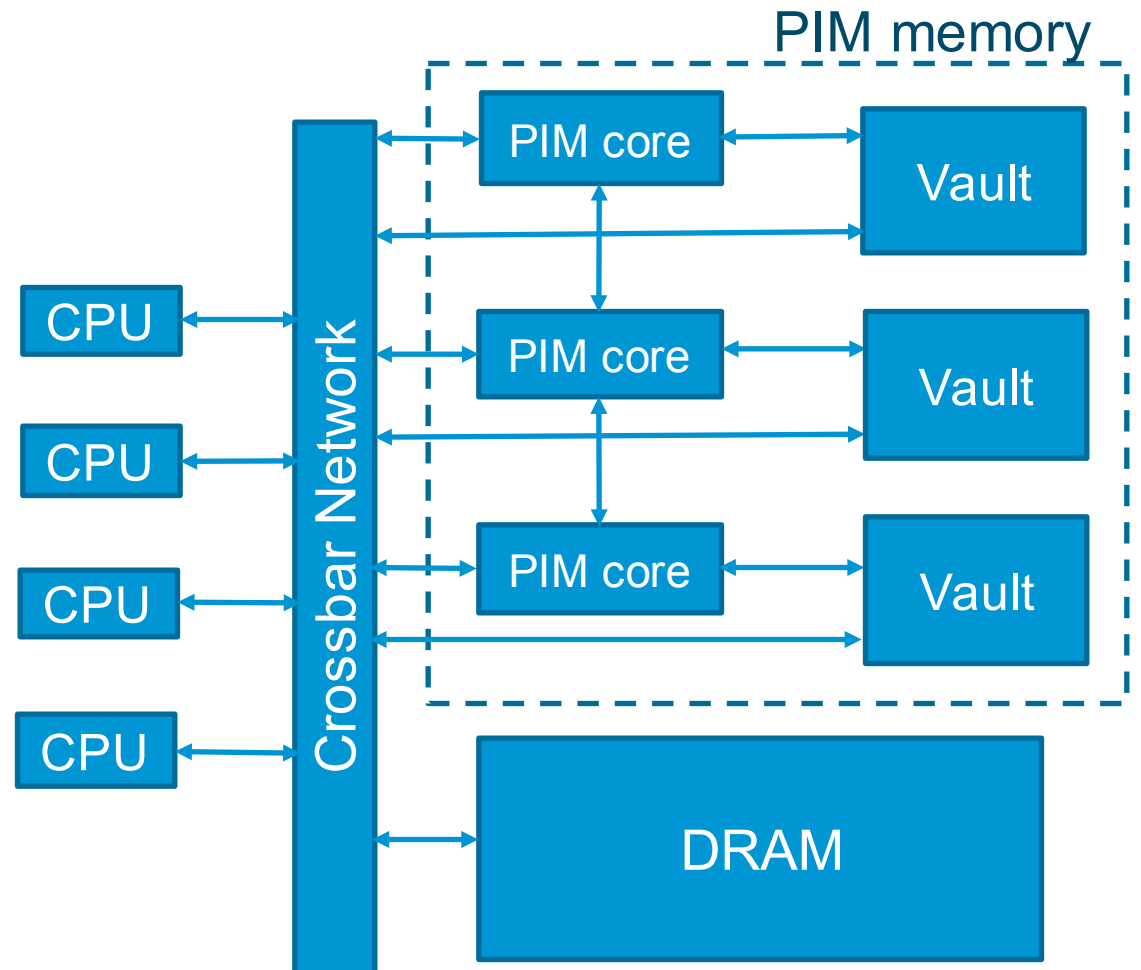 PIM memory
PIM core
Vault
CPU
PIM core
Vault
CPU
Crossbar Network
PIM core
Vault
CPU
CPU
DRAM